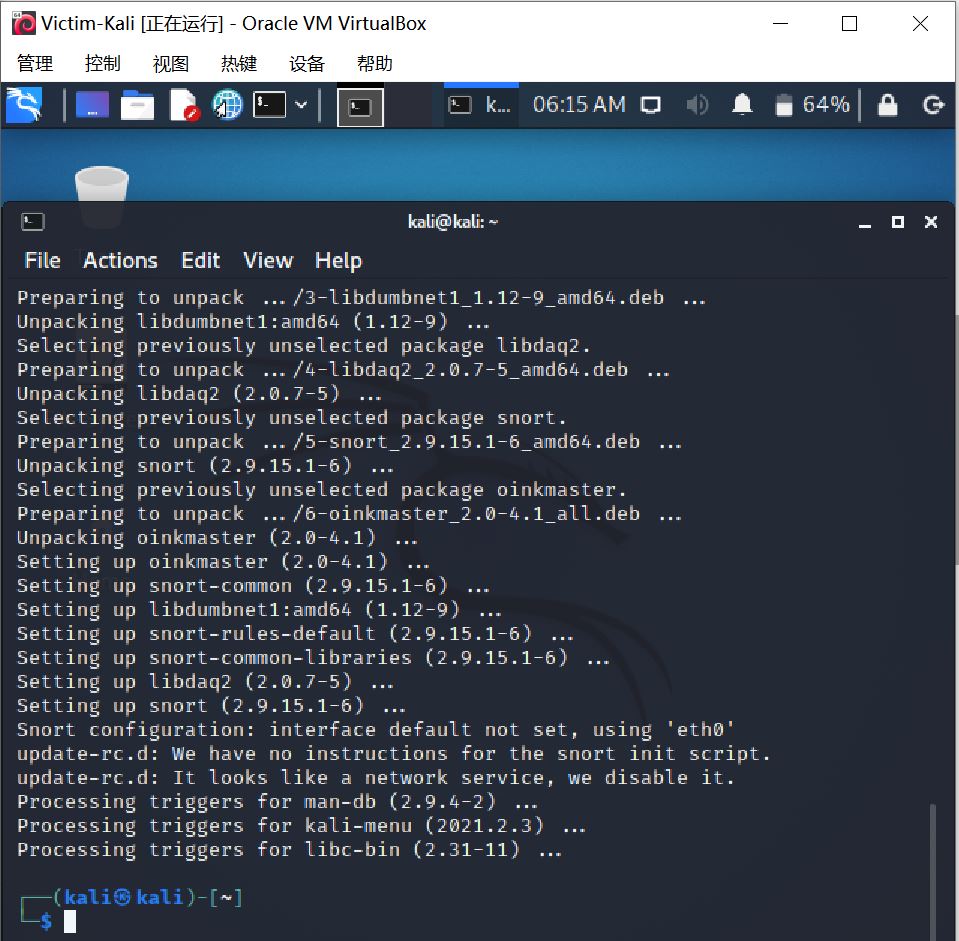 Victim-Kali [正在运行] - Oracle VM VirtualBox
管理 控制 视图 热键 设备 帮助
k... 06:15 AM 64%
kali@kali: ~
File Actions Edit View Help
Preparing to unpack .../3-libdumbnet1_1.12-9_amd64.deb ...
Unpacking libdumbnet1:amd64 (1.12-9) ...
Selecting previously unselected package libdaq2.
Preparing to unpack .../4-libdaq2_2.0.7-5_amd64.deb ...
Unpacking libdaq2 (2.0.7-5) ...
Selecting previously unselected package snort.
Preparing to unpack .../5-snort_2.9.15.1-6_amd64.deb ...
Unpacking snort (2.9.15.1-6) ...
Selecting previously unselected package oinkmaster.
Preparing to unpack .../6-oinkmaster_2.0-4.1_all.deb ...
Unpacking oinkmaster (2.0-4.1) ...
Setting up oinkmaster (2.0-4.1) ...
Setting up snort-common (2.9.15.1-6) ...
Setting up libdumbnet1:amd64 (1.12-9) ...
Setting up snort-rules-default (2.9.15.1-6) ...
Setting up snort-common-libraries (2.9.15.1-6) ...
Setting up libdaq2 (2.0.7-5) ...
Setting up snort (2.9.15.1-6) ...
Snort configuration: interface default not set, using 'eth0'
update-rc.d: We have no instructions for the snort init script.
update-rc.d: It looks like a network service, we disable it.
Processing triggers for man-db (2.9.4-2) ...
Processing triggers for kali-menu (2021.2.3) ...
Processing triggers for libc-bin (2.31-11) ...
┌──(kali㉿kali)-[~]
└─$